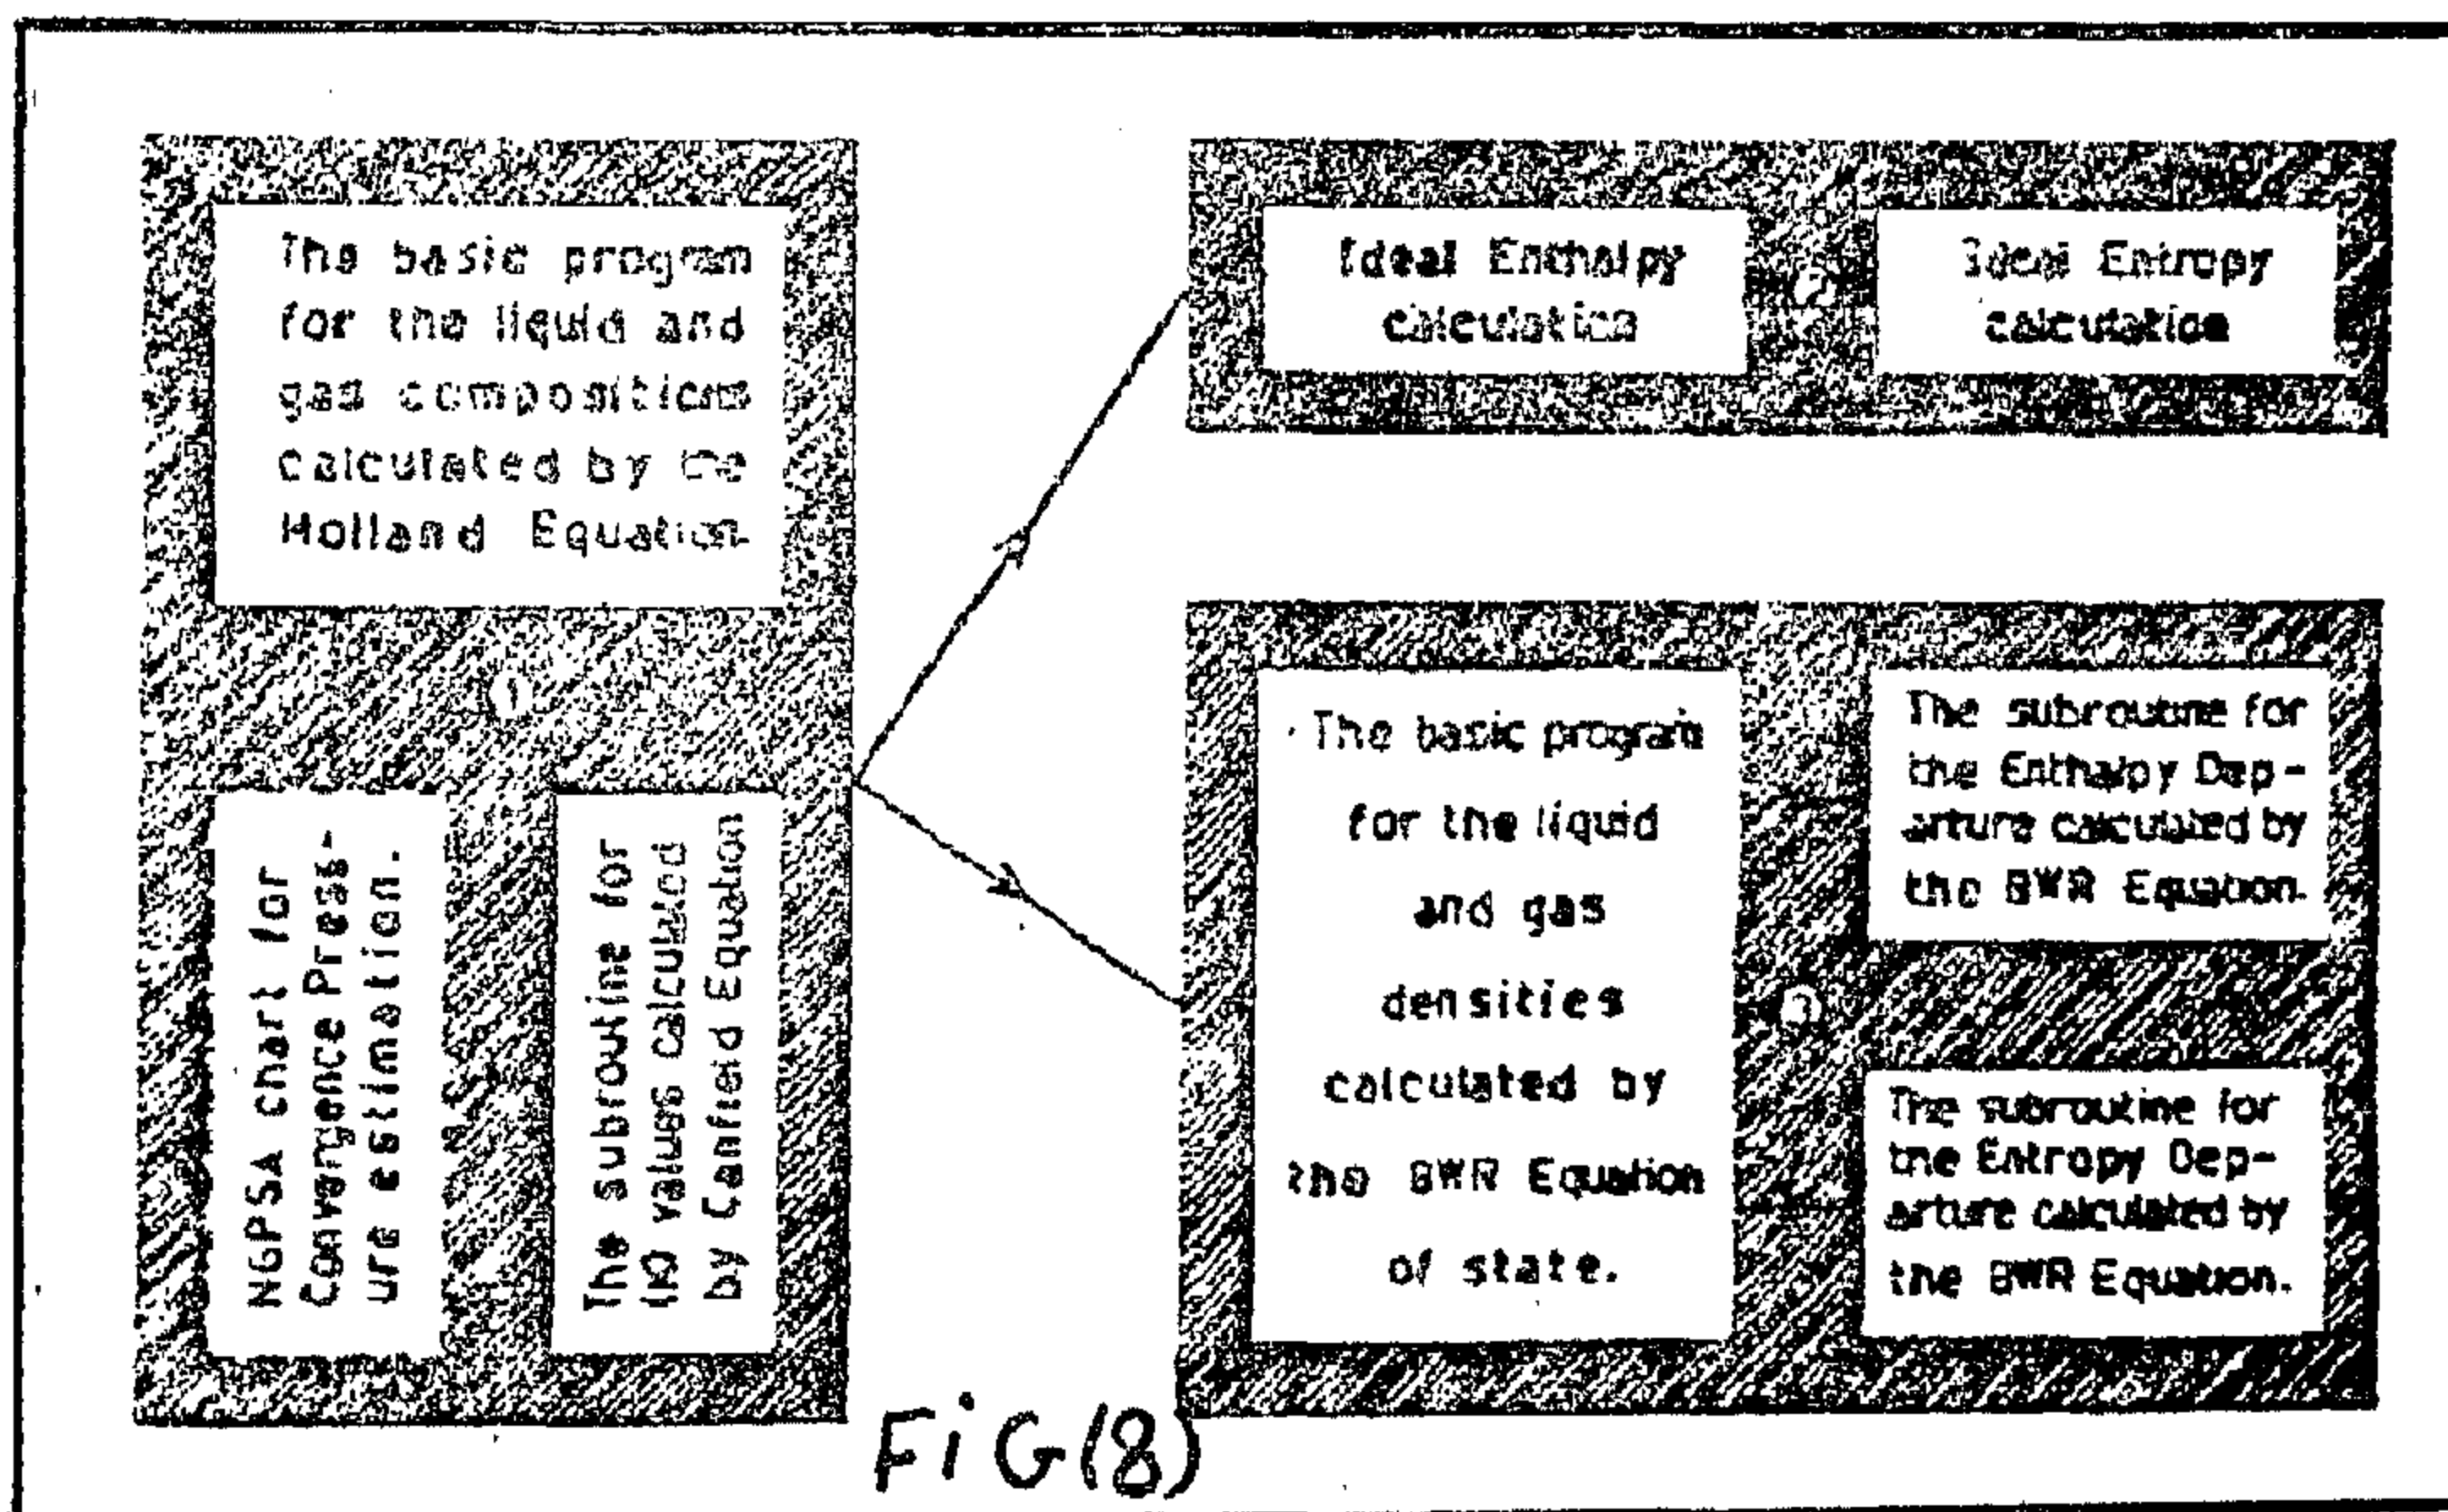 The basic program
for the liquid and
gas compositions
calculated by the
Holland Equation.
1
NGPSA chart for
Convergence Press-
ure estimation.
The subroutine for
(K) values calculated
by Canfield Equation
Ideal Enthalpy
calculation
2
Ideal Entropy
calculation
The basic program
for the liquid
and gas
densities
calculated by
the BWR Equation
of state.
3
The subroutine for
the Enthalpy Dep-
arture calculated by
the BWR Equation.
The subroutine for
the Entropy Dep-
arture calculated by
the BWR Equation.
FiG(8)